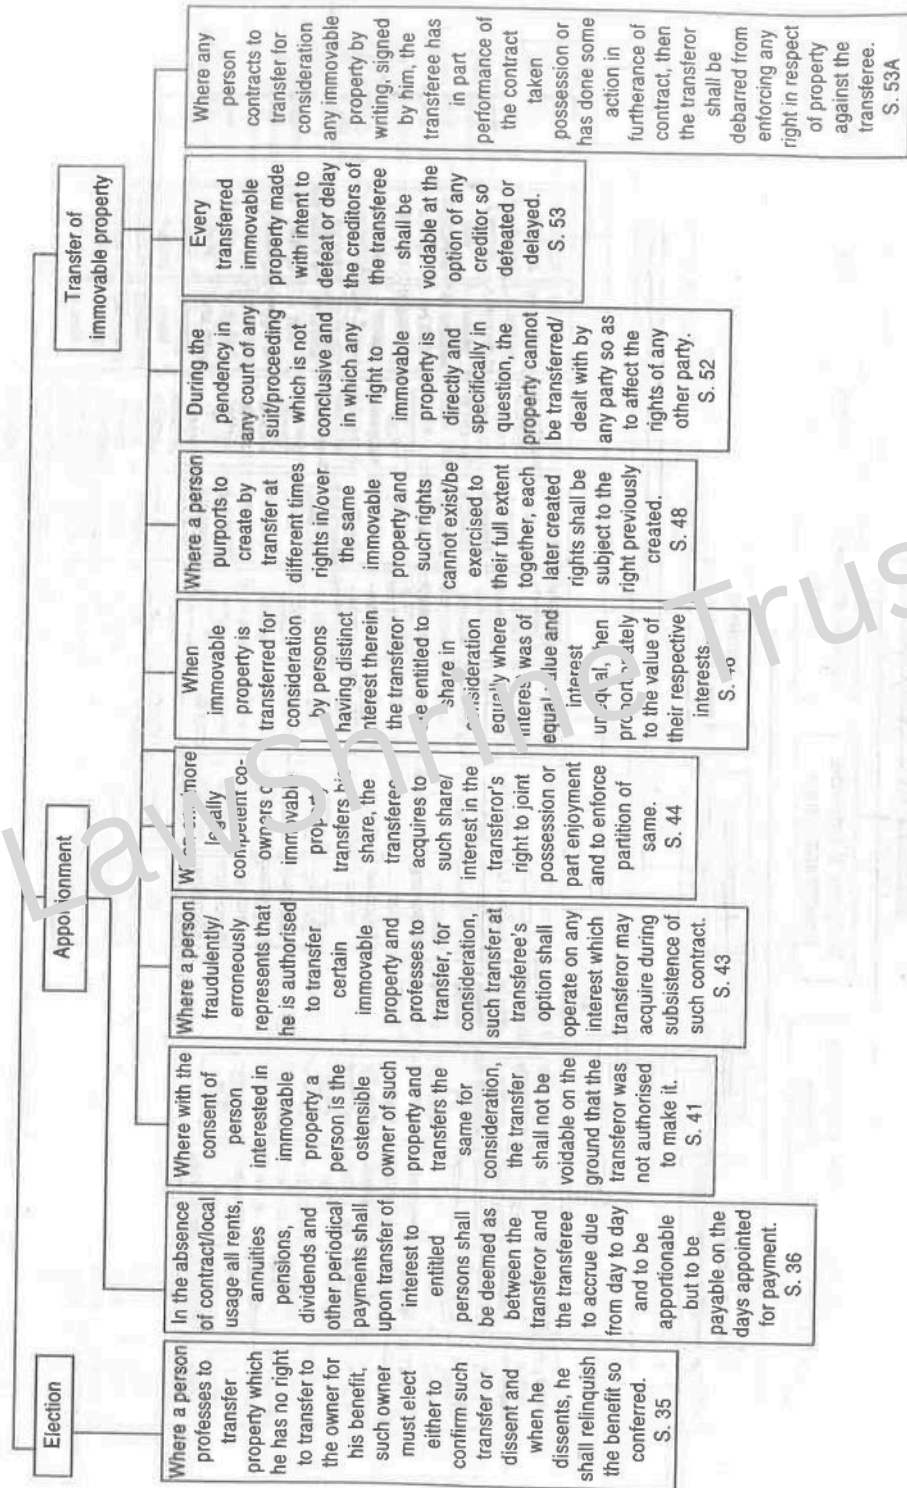 Election
Apportionment
Transfer of
immovable property
Where a person
professes to
transfer
property which
he has no right
to transfer to
the owner for
his benefit,
such owner
must elect
either to
confirm such
transfer or
dissent and
when he
dissents, he
shall relinquish
the benefit so
conferred.
S. 35
In the absence
of contract/local
usage all rents,
annuities
pensions,
dividends and
other periodical
payments shall
upon transfer of
interest to
entitled
persons shall
be deemed as
between the
transferor and
the transferee
to accrue due
from day to day
and to be
apportionable
but to be
payable on the
days appointed
for payment.
S. 36
Where with the
consent of
person
interested in
immovable
property a
person is the
ostensible
owner of such
property and
transfers the
same for
consideration,
the transfer
shall not be
voidable on the
ground that the
transferor was
not authorised
to make it.
S. 41
Where a person
fraudulently/
erroneously
represents that
he is authorised
to transfer
certain
immovable
property and
professes to
transfer, for
consideration,
such transfer at
transferee's
option shall
operate on any
interest which
transferor may
acquire during
subsistence of
such contract.
S. 43
more
legally
competent co-
owners
immovable
property
transfers his
share, the
transferee
acquires to
such share/
interest in the
transferor's
right to joint
possession or
part enjoyment
and to enforce
partition of
same.
S. 44
When
immovable
property is
transferred for
consideration
by persons
having distinct
interest therein
the transferor
be entitled to
share in
consideration
equally where
interest was of
equal value and
interest
unequal, then
proportionately
to the value of
their respective
interests.
S. 46
Where a person
purports to
create by
transfer at
different times
rights in/over
the same
immovable
property and
such rights
cannot exist/be
exercised to
their full extent
together, each
later created
rights shall be
subject to the
right previously
created.
S. 48
During the
pendency in
any court of any
suit/proceeding
which is not
conclusive and
in which any
right to
immovable
property is
directly and
specifically in
question, the
property cannot
be transferred/
dealt with by
any party so as
to affect the
rights of any
other party.
S. 52
Every
transferred
immovable
property made
with intent to
defeat or delay
the creditors of
the transferee
shall be
voidable at the
option of any
creditor so
defeated or
delayed.
S. 53
Where any
person
contracts to
transfer for
consideration
any immovable
property by
writing, signed
by him, the
transferee has
in part
performance of
the contract
taken
possession or
has done some
action in
furtherance of
contract, then
the transferor
shall be
debarred from
enforcing any
right in respect
of property
against the
transferee.
S. 53A
LawShrine Trus